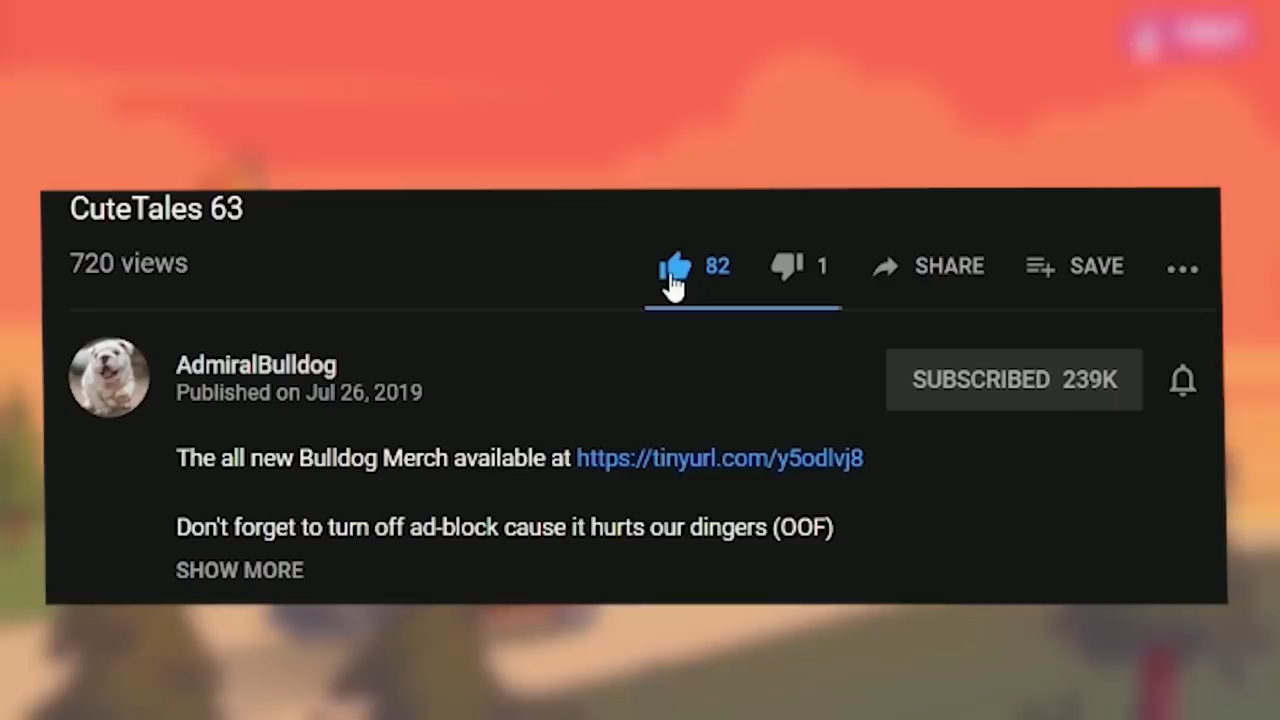 CuteTales 63
720 views
82 1 SHARE SAVE
AdmiralBulldog
Published on Jul 26, 2019
SUBSCRIBED 239K
The all new Bulldog Merch available at https://tinyurl.com/y5odlvj8
Don't forget to turn off ad-block cause it hurts our dingers (OOF)
SHOW MORE